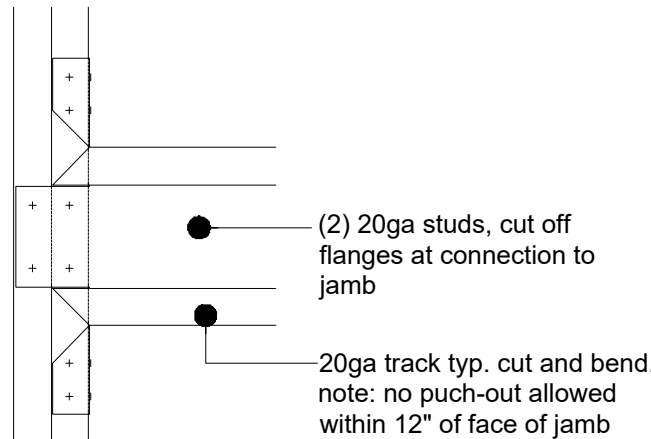 (2) 20ga studs, cut off
flanges at connection to
jamb
20ga track typ. cut and bend.
note: no puch-out allowed
within 12" of face of jamb